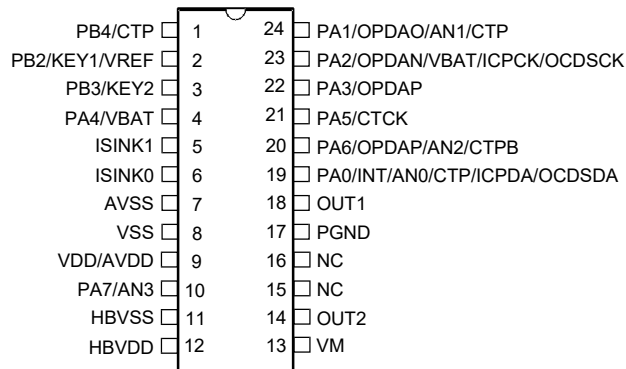 PB4/CTP 1 24 PA1/OPDAO/AN1/CTP
PB2/KEY1/VREF 2 23 PA2/OPDAN/VBAT/ICPCK/OCDSCK
PB3/KEY2 3 22 PA3/OPDAP
PA4/VBAT 4 21 PA5/CTCK
ISINK1 5 20 PA6/OPDAP/AN2/CTPB
ISINK0 6 19 PA0/INT/AN0/CTP/ICPDA/OCDSDA
AVSS 7 18 OUT1
VSS 8 17 PGND
VDD/AVDD 9 16 NC
PA7/AN3 10 15 NC
HBVSS 11 14 OUT2
HBVDD 12 13 VM